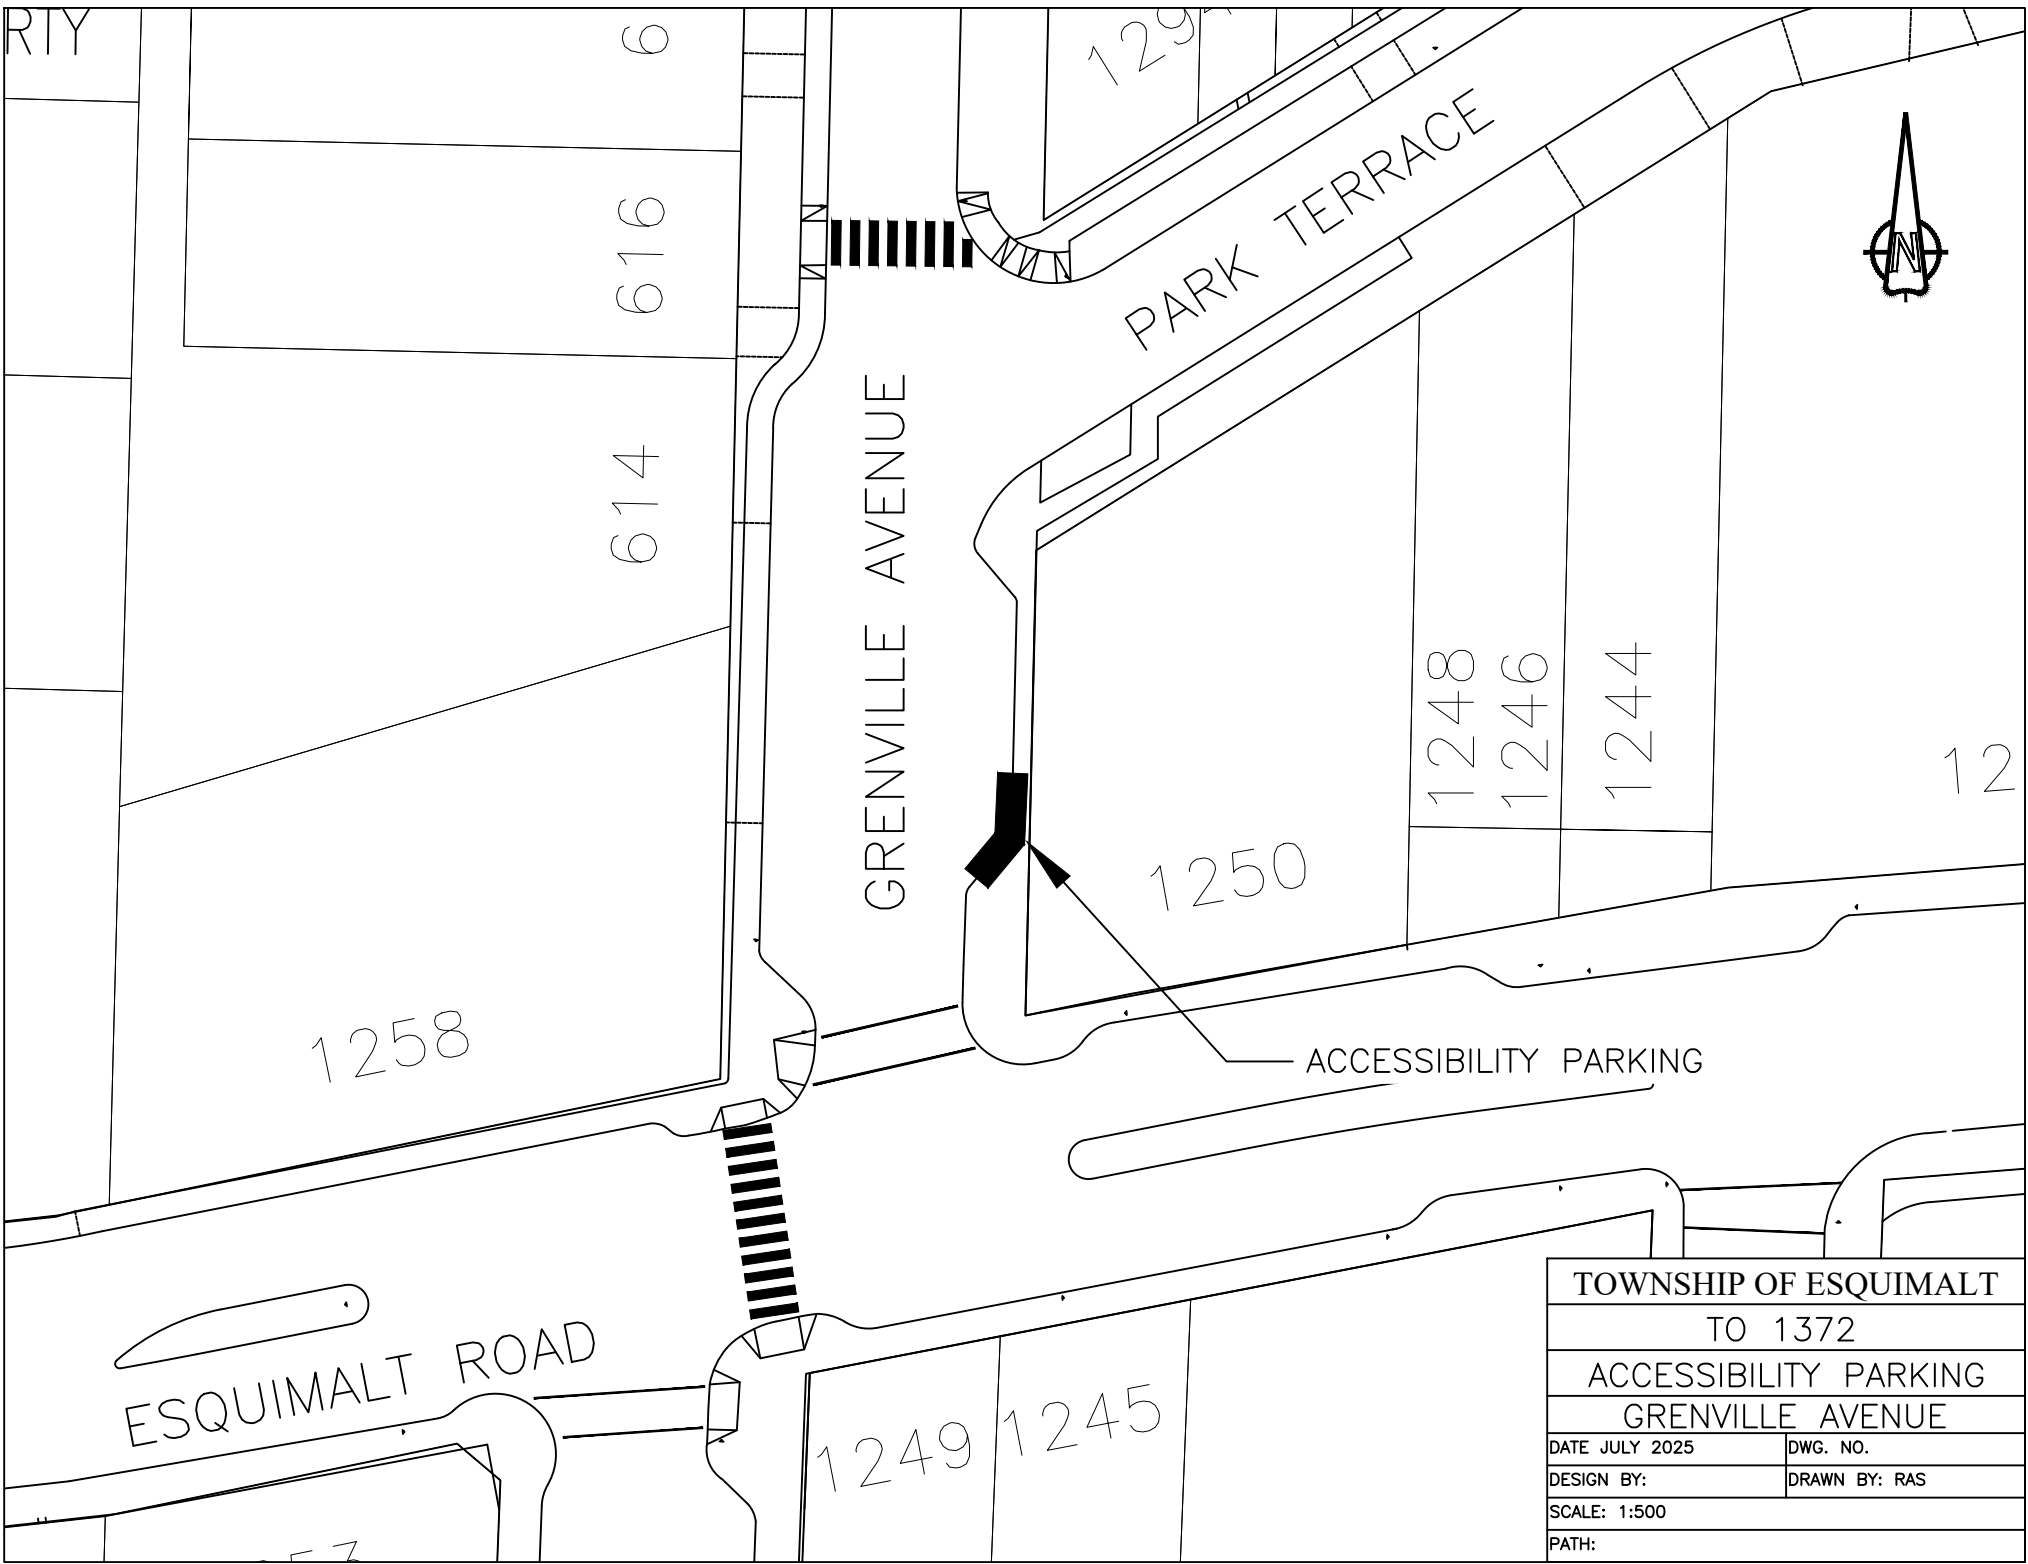 RTY
6
616
614
PARK TERRACE
N
GRENVILLE AVENUE
1248
1246
1244
12
1250
1258
ACCESSIBILITY PARKING
ESQUIMALT ROAD
1249
1245
TOWNSHIP OF ESQUIMALT
TO 1372
ACCESSIBILITY PARKING
GRENVILLE AVENUE
DATE JULY 2025
DWG. NO.
DESIGN BY:
DRAWN BY: RAS
SCALE: 1:500
PATH: